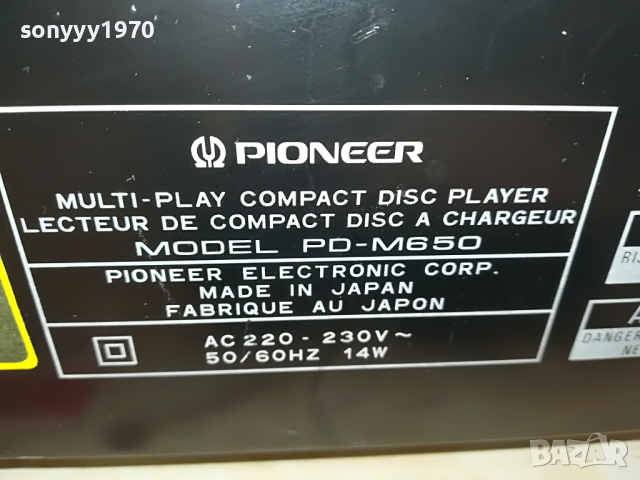 sonyyy1970
PIONEER
MULTI-PLAY COMPACT DISC PLAYER
LECTEUR DE COMPACT DISC A CHARGEUR
MODEL PD-M650
PIONEER ELECTRONIC CORP.
MADE IN JAPAN
FABRIQUE AU JAPON
AC 220 - 230V~
50/60HZ 14W
DANGER
BAZAR